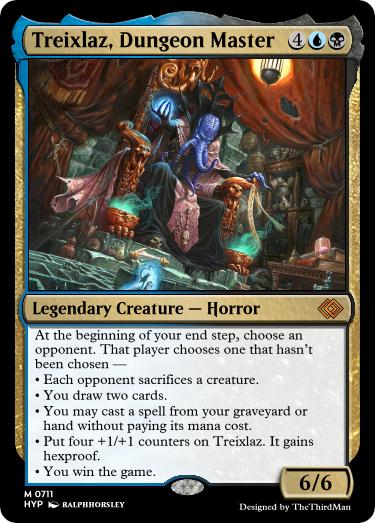 Treixlaz, Dungeon Master 4
Legendary Creature — Horror
At the beginning of your end step, choose an
opponent. That player chooses one that hasn't
been chosen —
• Each opponent sacrifices a creature.
• You draw two cards.
• You may cast a spell from your graveyard or
hand without paying its mana cost.
• Put four +1/+1 counters on Treixlaz. It gains
hexproof.
• You win the game.
6/6
M 0711
HYP RALPHHORSLEY
Designed by TheThirdMan